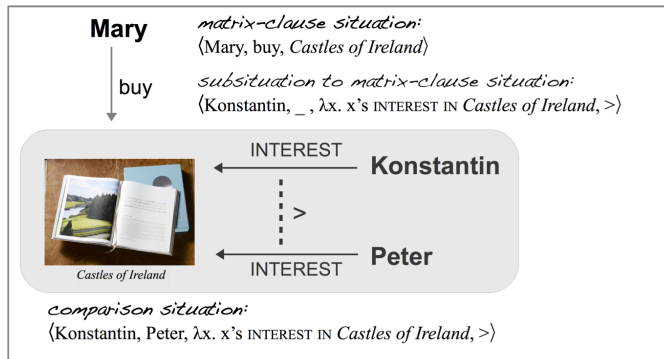 matrix-clause situation:
Mary
⟨Mary, buy, Castles of Ireland⟩
subsituation to matrix-clause situation:
buy
⟨Konstantin, _ , λx. x's INTEREST IN Castles of Ireland, >⟩
INTEREST
Konstantin
>
Peter
INTEREST
Castles of Ireland
comparison situation:
⟨Konstantin, Peter, λx. x's INTEREST IN Castles of Ireland, >⟩